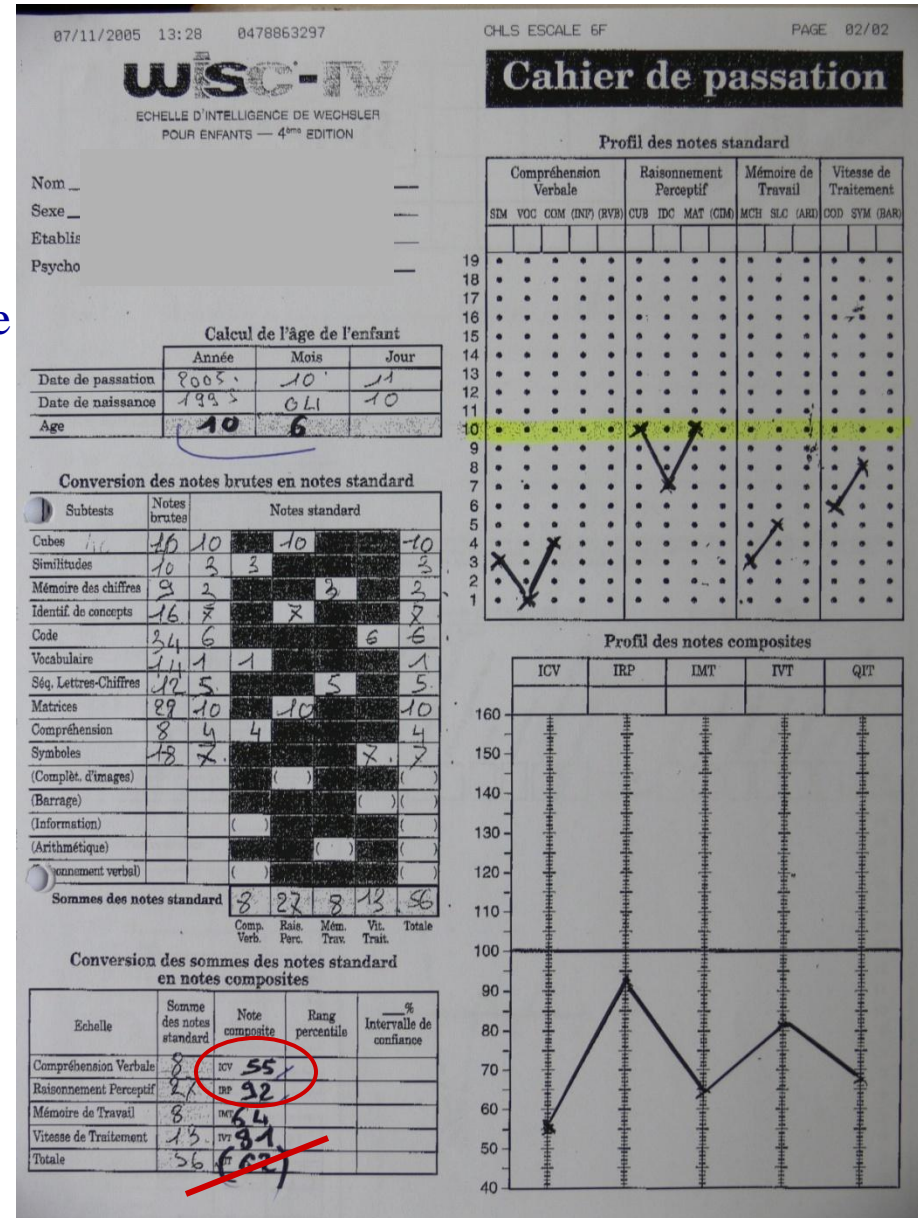 07/11/2005 13:28 0478863297 CHLS ESCALE 6F PAGE 02/02
WISC-IV
ECHELLE D'INTELLIGENCE DE WECHSLER
POUR ENFANTS — 4ème EDITION
Nom
Sexe
Etablis
Psycho
e
Calcul de l'âge de l'enfant
Année Mois Jour
Date de passation 2005 10 11
Date de naissance 1995 04 10
Age 10 6
Conversion des notes brutes en notes standard
Subtests Notes brutes Notes standard
Cubes 16 10 10 10
Similitudes 10 3 3 3
Mémoire des chiffres 9 3 3 3
Identif. de concepts 16 7 7 7
Code 34 6 6 6
Vocabulaire 14 1 1 1
Séq. Lettres-Chiffres 12 5 5 5
Matrices 22 10 10 10
Compréhension 8 4 4 4
Symboles 18 7 7 7
(Complèt. d'images) ( ) ( )
(Barrage) ( ) ( )
(Information) ( ) ( )
(Arithmétique) ( ) ( )
onnement verbal) ( ) ( )
Sommes des notes standard 8 27 8 13 56
Comp. Verb. Rais. Perc. Mém. Trav. Vit. Trait. Totale
Conversion des sommes des notes standard
en notes composites
Echelle Somme des notes standard Note composite Rang percentile % Intervalle de confiance
Compréhension Verbale 8 ICV 55
Raisonnement Perceptif 27 IRP 92
Mémoire de Travail 8 IMT 64
Vitesse de Traitement 13 IVT 81
Totale 56 (62)
Cahier de passation
Profil des notes standard
Compréhension Verbale Raisonnement Perceptif Mémoire de Travail Vitesse de Traitement
SIM VOC COM (INF) (RVB) CUB IDC MAT (CIM) MCH SLC (ARI) COD SYM (BAR)
19
18
17
16
15
14
13
12
11
10
9
8
7
6
5
4
3
2
1
Profil des notes composites
ICV IRP IMT IVT QIT
160
150
140
130
120
110
100
90
80
70
60
50
40